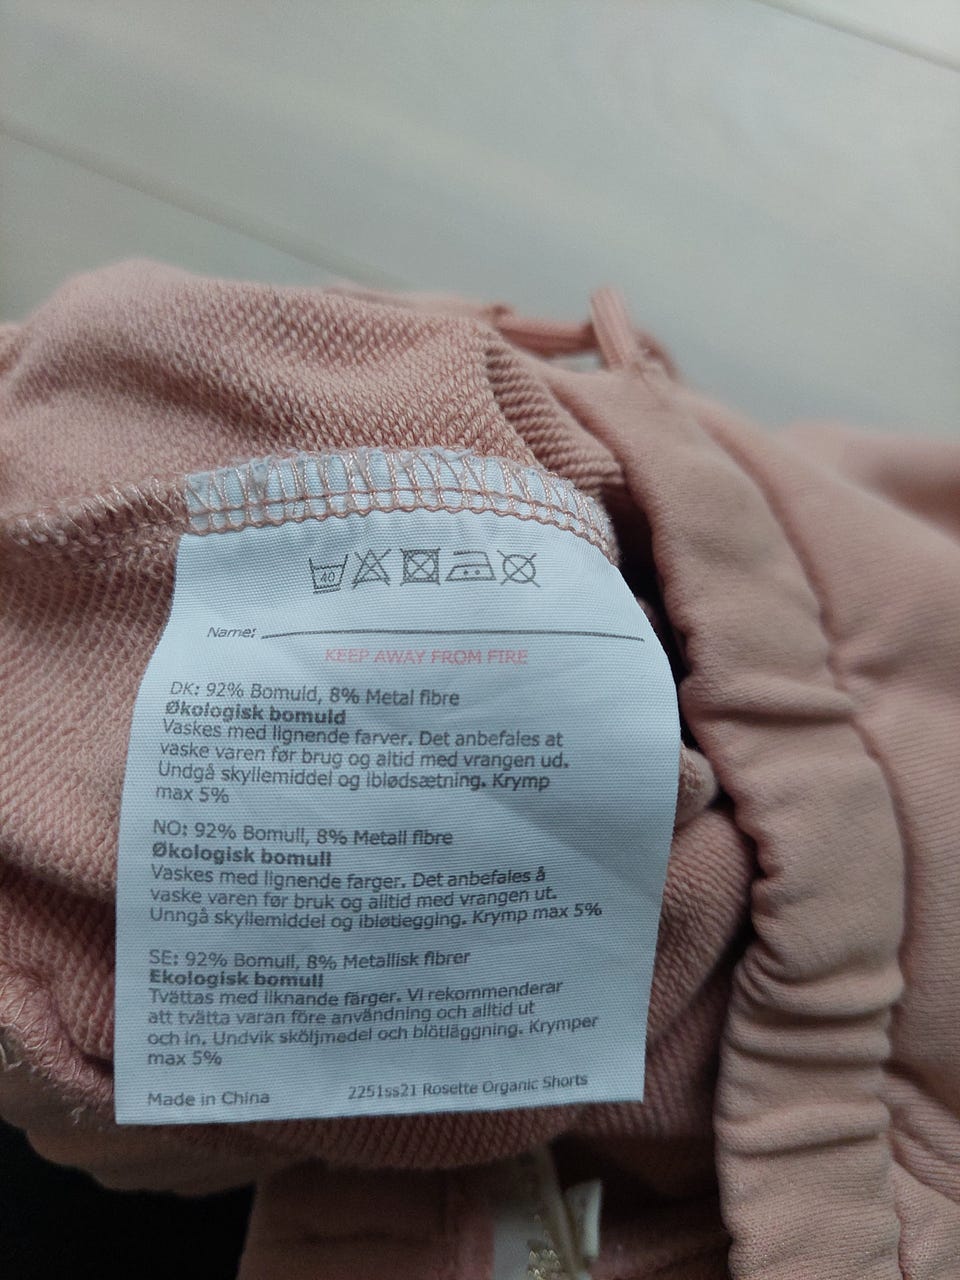 40
Name:
KEEP AWAY FROM FIRE
DK: 92% Bomuld, 8% Metal fibre
Økologisk bomuld
Vaskes med lignende farver. Det anbefales at
vaske varen før brug og altid med vrangen ud.
Undgå skyllemiddel og iblødsætning. Krymp
max 5%
NO: 92% Bomull, 8% Metall fibre
Økologisk bomull
Vaskes med lignende farger. Det anbefales å
vaske varen før bruk og alltid med vrangen ut.
Unngå skyllemiddel og ibløtlegging. Krymp max 5%
SE: 92% Bomull, 8% Metallisk fibrer
Ekologisk bomull
Tvättas med liknande färger. Vi rekommenderar
att tvätta varan före användning och alltid ut
och in. Undvik sköljmedel och blötläggning. Krymper
max 5%
Made in China
2251ss21 Rosette Organic Shorts